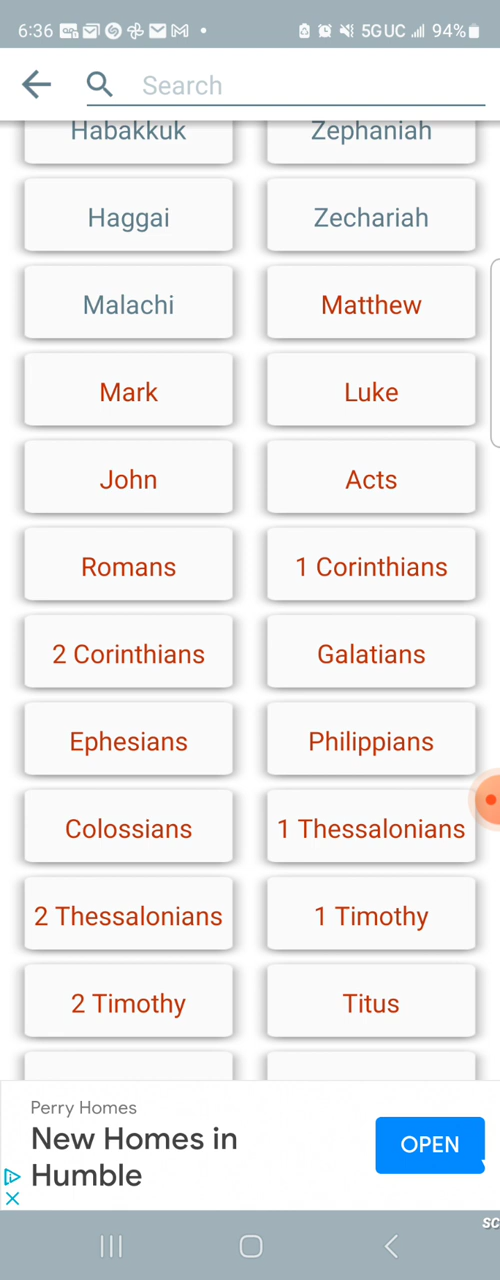 6:36 5GUC 94%
Search
Habakkuk Zephaniah
Haggai Zechariah
Malachi Matthew
Mark Luke
John Acts
Romans 1 Corinthians
2 Corinthians Galatians
Ephesians Philippians
Colossians 1 Thessalonians
2 Thessalonians 1 Timothy
2 Timothy Titus
Perry Homes
New Homes in
Humble
OPEN
SC